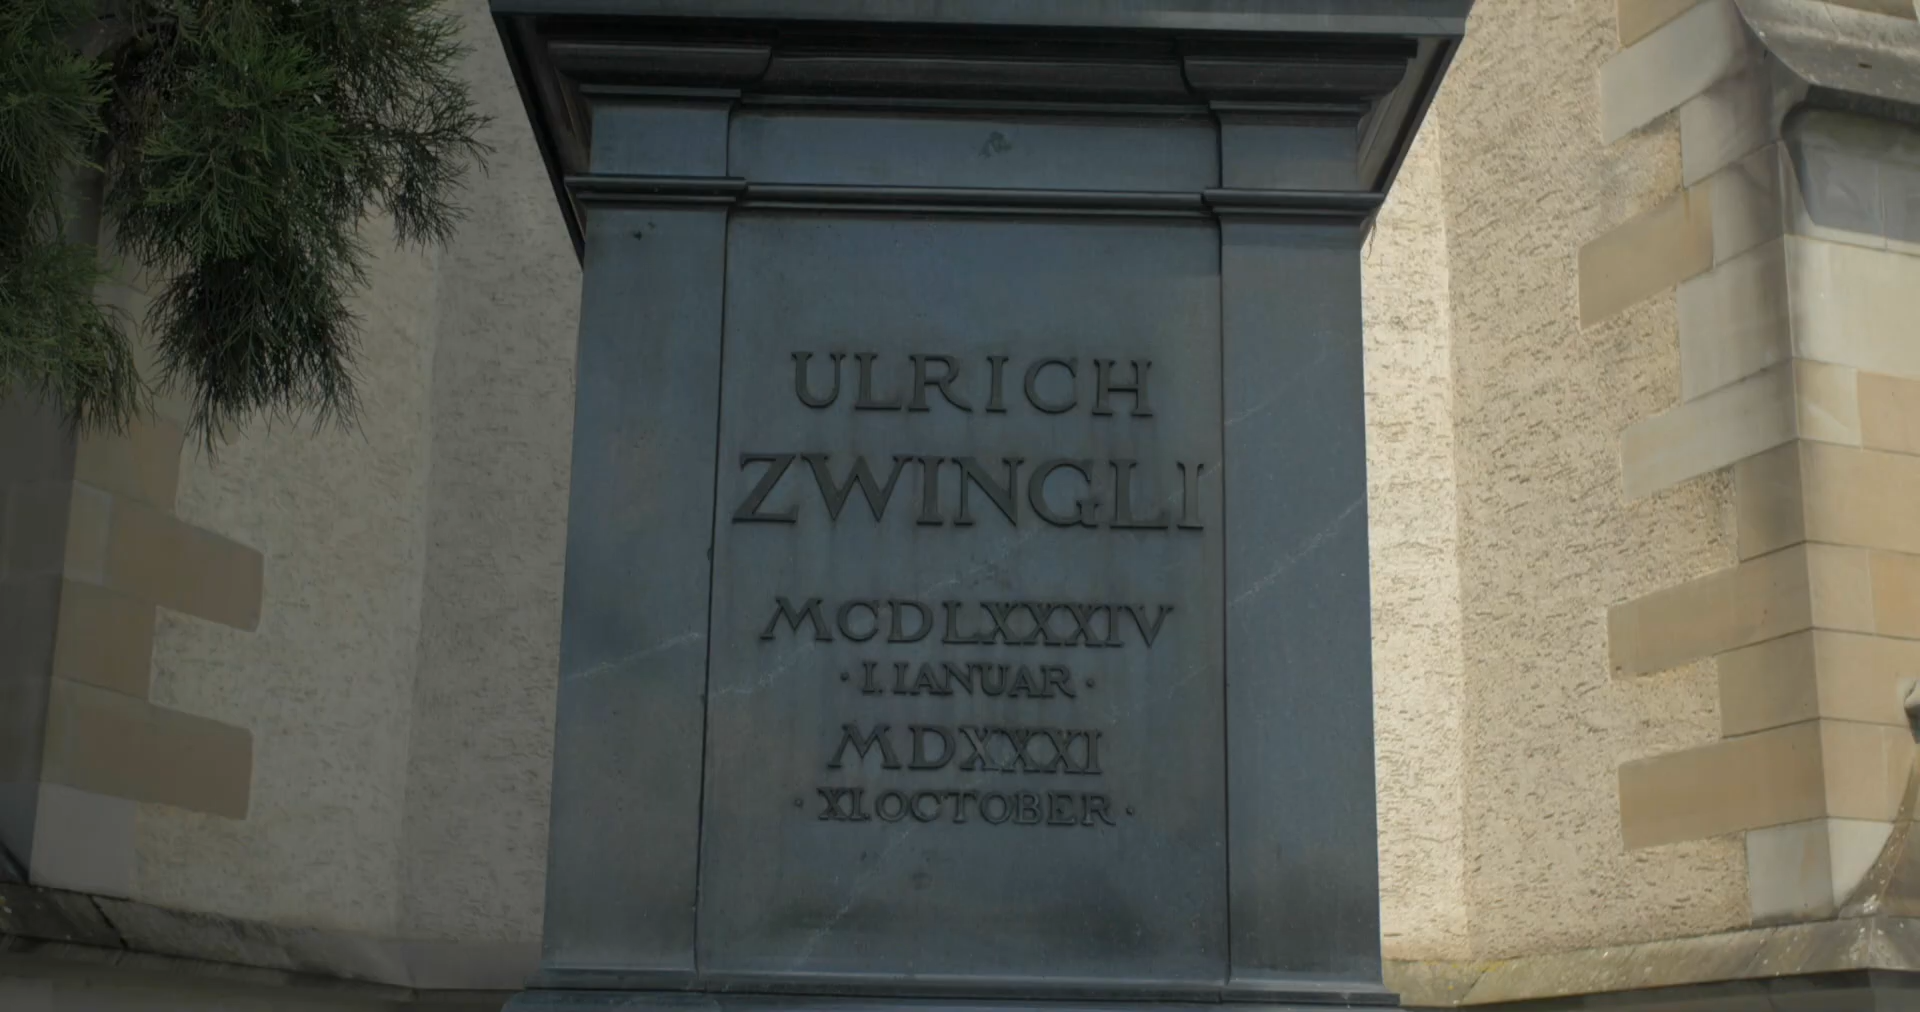 ULRICH
ZWINGLI
MCDLXXXIV
· I. IANUAR ·
MDXXXI
· XI. OCTOBER ·